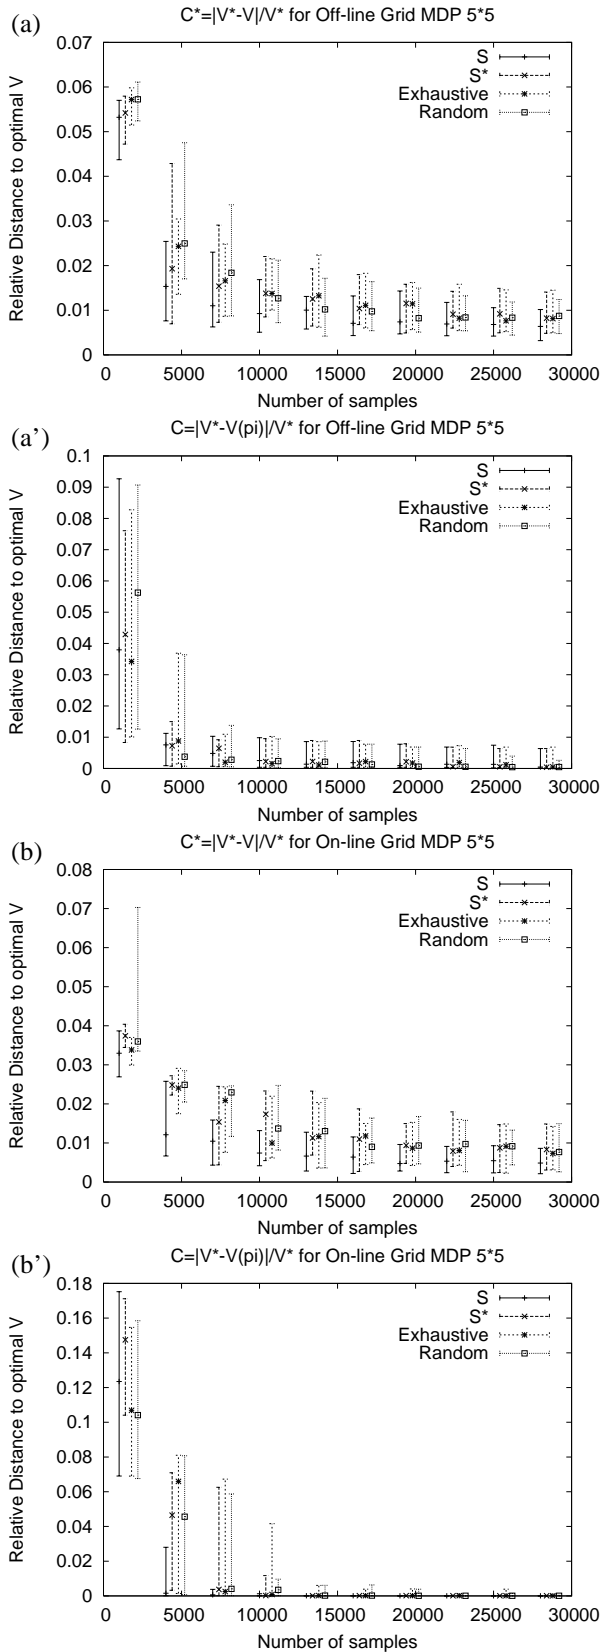 (a)
C*=|V*-V|/V* for Off-line Grid MDP 5*5
Relative Distance to optimal V
0.07
0.06
0.05
0.04
0.03
0.02
0.01
0
S
S*
Exhaustive
Random
0 5000 10000 15000 20000 25000 30000
Number of samples
(a')
C=|V*-V(pi)|/V* for Off-line Grid MDP 5*5
Relative Distance to optimal V
0.1
0.09
0.08
0.07
0.06
0.05
0.04
0.03
0.02
0.01
0
S
S*
Exhaustive
Random
0 5000 10000 15000 20000 25000 30000
Number of samples
(b)
C*=|V*-V|/V* for On-line Grid MDP 5*5
Relative Distance to optimal V
0.08
0.07
0.06
0.05
0.04
0.03
0.02
0.01
0
S
S*
Exhaustive
Random
0 5000 10000 15000 20000 25000 30000
Number of samples
(b')
C=|V*-V(pi)|/V* for On-line Grid MDP 5*5
Relative Distance to optimal V
0.18
0.16
0.14
0.12
0.1
0.08
0.06
0.04
0.02
0
S
S*
Exhaustive
Random
0 5000 10000 15000 20000 25000 30000
Number of samples